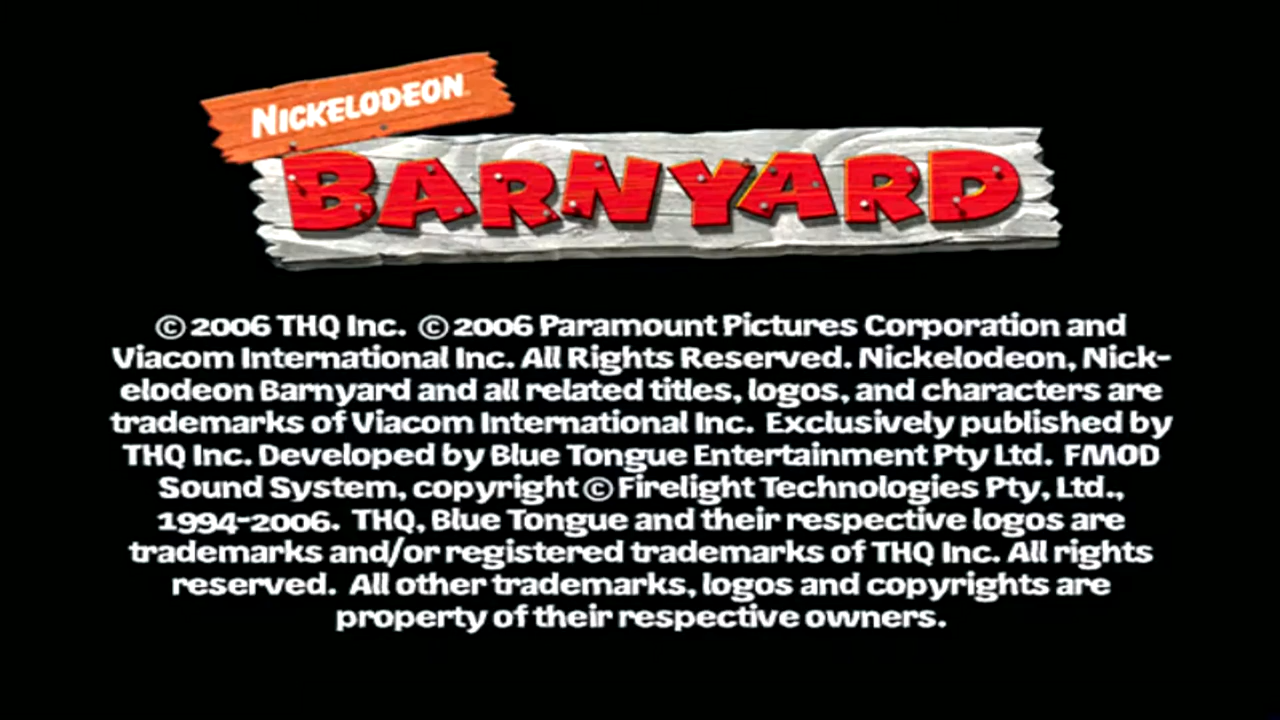 NICKELODEON
BARNYARD
© 2006 THQ Inc. © 2006 Paramount Pictures Corporation and
Viacom International Inc. All Rights Reserved. Nickelodeon, Nick-
elodeon Barnyard and all related titles, logos, and characters are
trademarks of Viacom International Inc. Exclusively published by
THQ Inc. Developed by Blue Tongue Entertainment Pty Ltd. FMOD
Sound System, copyright © Firelight Technologies Pty, Ltd.,
1994-2006. THQ, Blue Tongue and their respective logos are
trademarks and/or registered trademarks of THQ Inc. All rights
reserved. All other trademarks, logos and copyrights are
property of their respective owners.